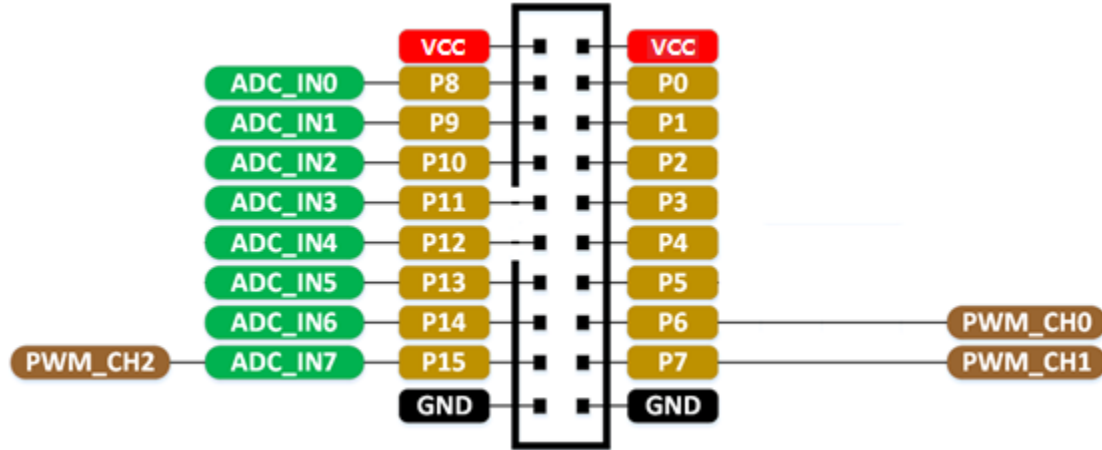 VCC VCC
ADC_IN0 P8 P0
ADC_IN1 P9 P1
ADC_IN2 P10 P2
ADC_IN3 P11 P3
ADC_IN4 P12 P4
ADC_IN5 P13 P5
ADC_IN6 P14 P6 PWM_CH0
PWM_CH2 ADC_IN7 P15 P7 PWM_CH1
GND GND